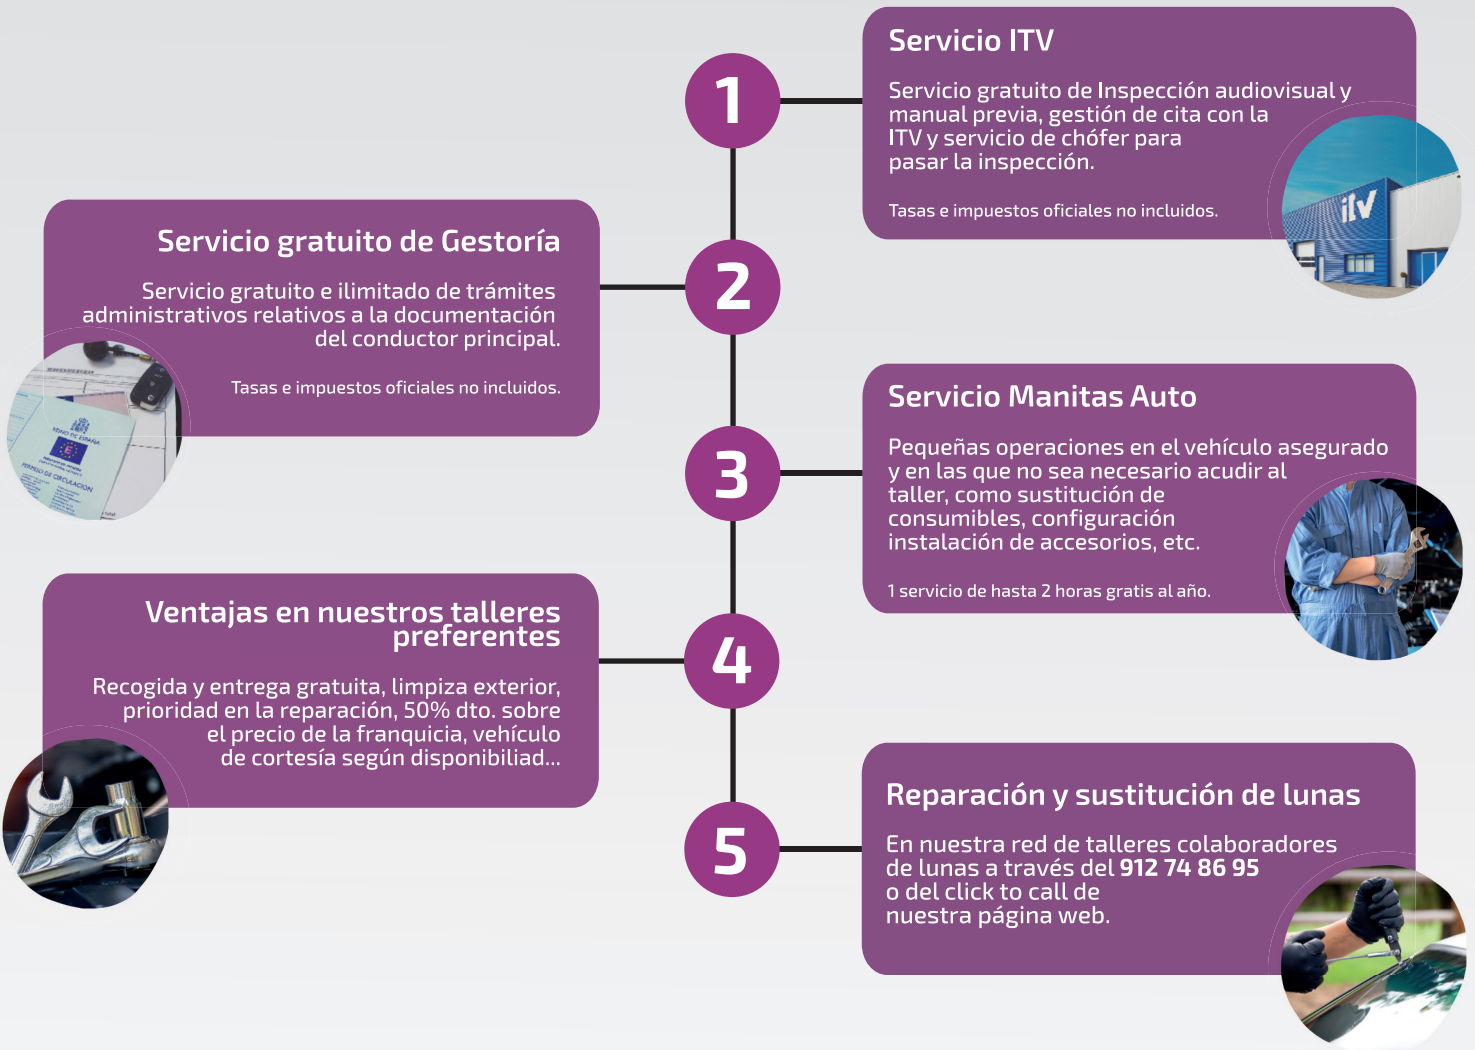 1
Servicio ITV
Servicio gratuito de Inspección audiovisual y
manual previa, gestión de cita con la
ITV y servicio de chófer para
pasar la inspección.
Tasas e impuestos oficiales no incluidos.
itv
2
Servicio gratuito de Gestoría
Servicio gratuito e ilimitado de trámites
administrativos relativos a la documentación
del conductor principal.
Tasas e impuestos oficiales no incluidos.
REINO DE ESPAÑA
E
PERMISO DE CIRCULACIÓN
3
Servicio Manitas Auto
Pequeñas operaciones en el vehículo asegurado
y en las que no sea necesario acudir al
taller, como sustitución de
consumibles, configuración
instalación de accesorios, etc.
1 servicio de hasta 2 horas gratis al año.
4
Ventajas en nuestros talleres
preferentes
Recogida y entrega gratuita, limpiza exterior,
prioridad en la reparación, 50% dto. sobre
el precio de la franquicia, vehículo
de cortesía según disponibiliad...
5
Reparación y sustitución de lunas
En nuestra red de talleres colaboradores
de lunas a través del 912 74 86 95
o del click to call de
nuestra página web.